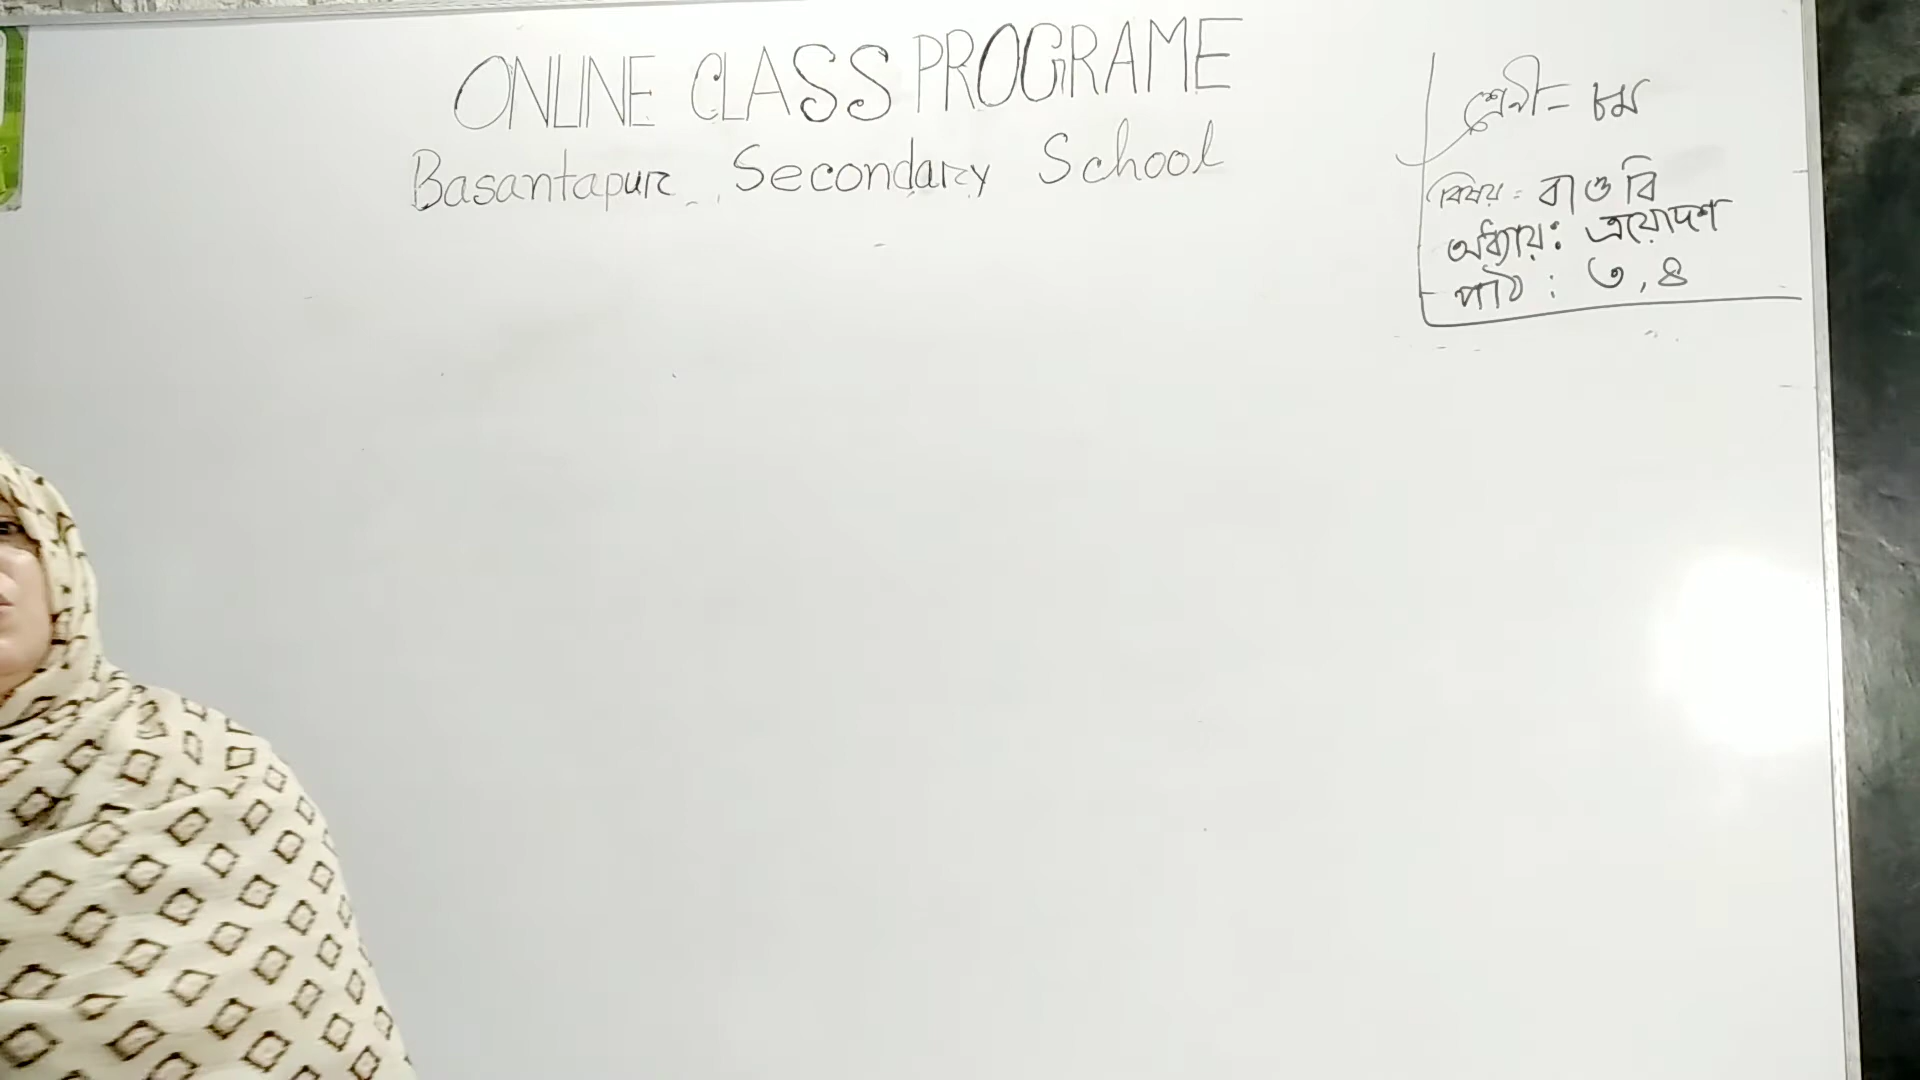 ONLINE CLASS PROGRAME
Basantapur Secondary School
শ্রেনী = ৮ম
বিষয় : বাওবি
অধ্যায় : ত্রয়োদশ
পাঠ : ৩, ৪